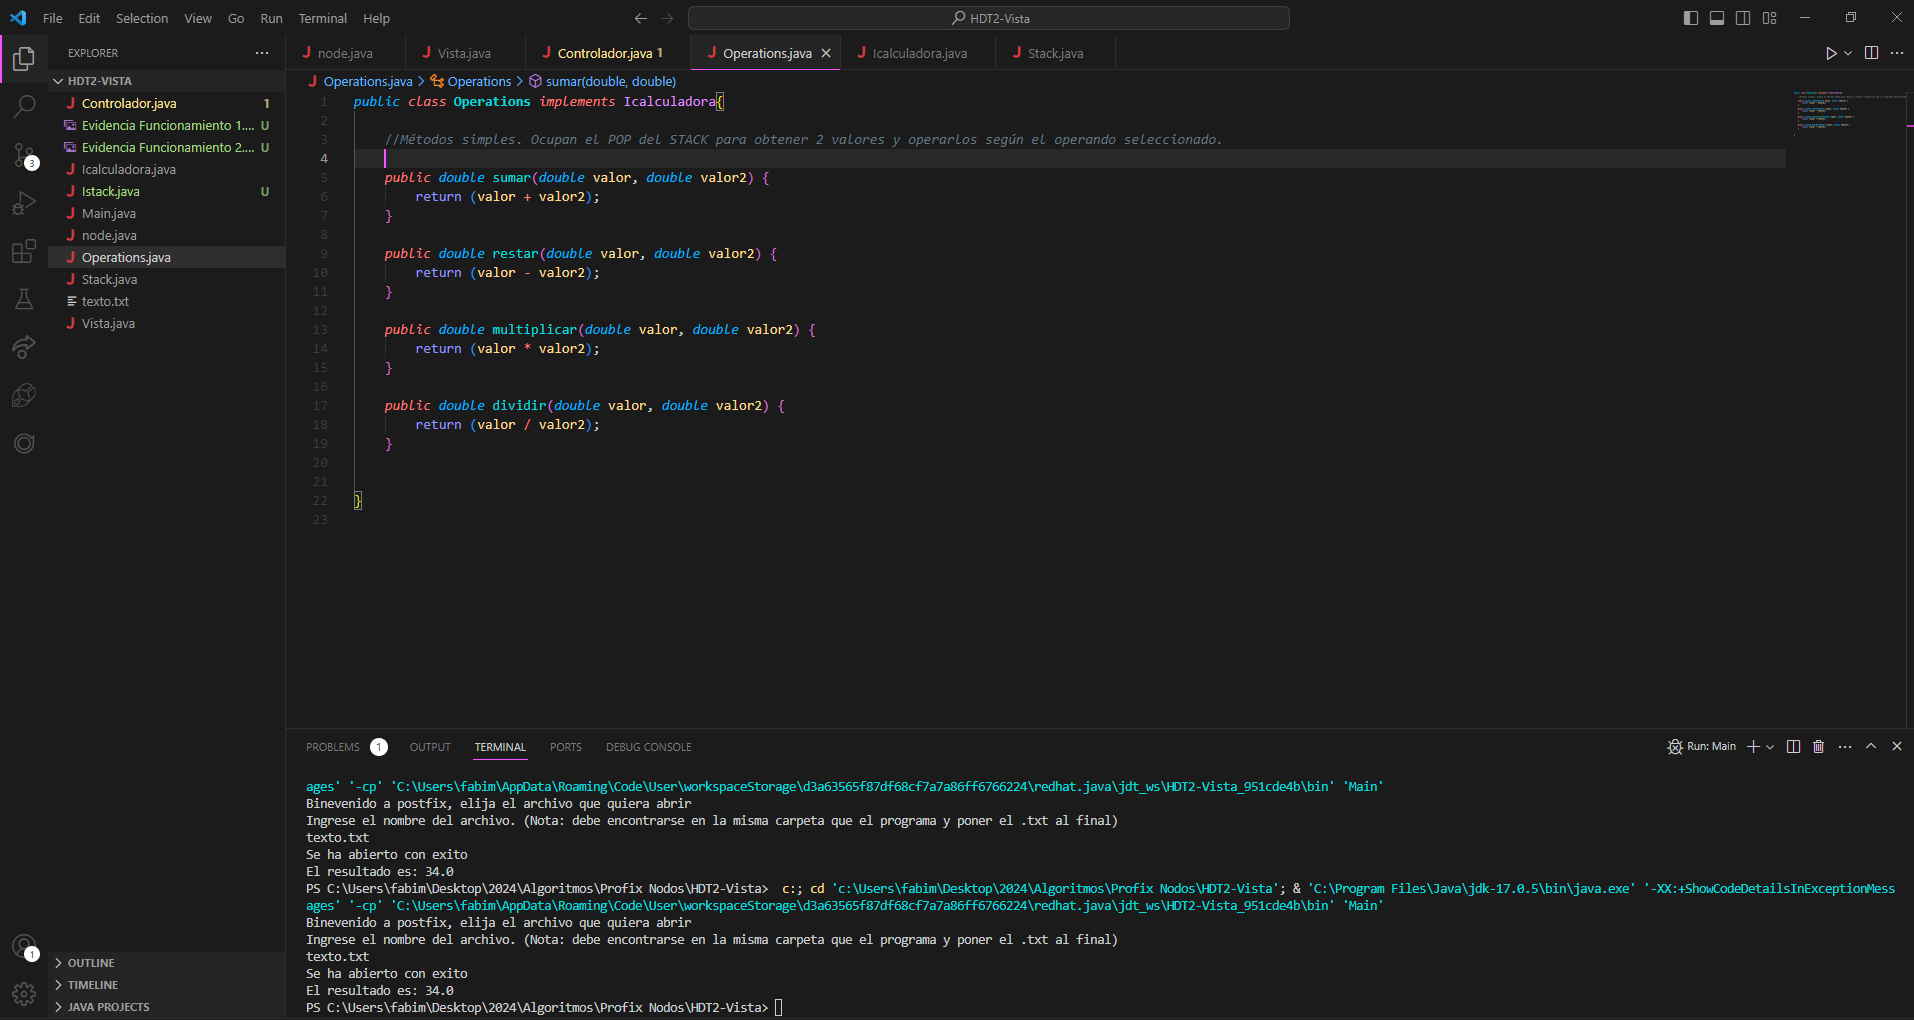 File Edit Selection View Go Run Terminal Help
HDT2-Vista
EXPLORER
HDT2-VISTA
Controlador.java 1
Evidencia Funcionamiento 1.... U
Evidencia Funcionamiento 2.... U
Icalculadora.java
Istack.java U
Main.java
node.java
Operations.java
Stack.java
texto.txt
Vista.java
3
1
OUTLINE
TIMELINE
JAVA PROJECTS
node.java Vista.java Controlador.java 1 Operations.java Icalculadora.java Stack.java
Operations.java > Operations > sumar(double, double)
1 public class Operations implements Icalculadora{
2
3 //Métodos simples. Ocupan el POP del STACK para obtener 2 valores y operarlos según el operando seleccionado.
4
5 public double sumar(double valor, double valor2) {
6 return (valor + valor2);
7 }
8
9 public double restar(double valor, double valor2) {
10 return (valor - valor2);
11 }
12
13 public double multiplicar(double valor, double valor2) {
14 return (valor * valor2);
15 }
16
17 public double dividir(double valor, double valor2) {
18 return (valor / valor2);
19 }
20
21
22 }
23
PROBLEMS 1 OUTPUT TERMINAL PORTS DEBUG CONSOLE
Run: Main
ages' '-cp' 'C:\Users\fabim\AppData\Roaming\Code\User\workspaceStorage\d3a63565f87df68cf7a7a86ff6766224\redhat.java\jdt_ws\HDT2-Vista_951cde4b\bin' 'Main'
Binevenido a postfix, elija el archivo que quiera abrir
Ingrese el nombre del archivo. (Nota: debe encontrarse en la misma carpeta que el programa y poner el .txt al final)
texto.txt
Se ha abierto con exito
El resultado es: 34.0
PS C:\Users\fabim\Desktop\2024\Algoritmos\Profix Nodos\HDT2-Vista> c:; cd 'c:\Users\fabim\Desktop\2024\Algoritmos\Profix Nodos\HDT2-Vista'; & 'C:\Program Files\Java\jdk-17.0.5\bin\java.exe' '-XX:+ShowCodeDetailsInExceptionMess
ages' '-cp' 'C:\Users\fabim\AppData\Roaming\Code\User\workspaceStorage\d3a63565f87df68cf7a7a86ff6766224\redhat.java\jdt_ws\HDT2-Vista_951cde4b\bin' 'Main'
Binevenido a postfix, elija el archivo que quiera abrir
Ingrese el nombre del archivo. (Nota: debe encontrarse en la misma carpeta que el programa y poner el .txt al final)
texto.txt
Se ha abierto con exito
El resultado es: 34.0
PS C:\Users\fabim\Desktop\2024\Algoritmos\Profix Nodos\HDT2-Vista>